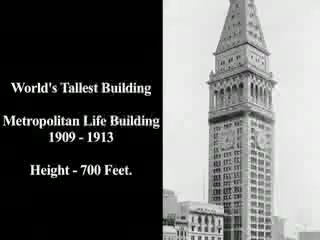 World's Tallest Building
Metropolitan Life Building
1909 - 1913
Height - 700 Feet.